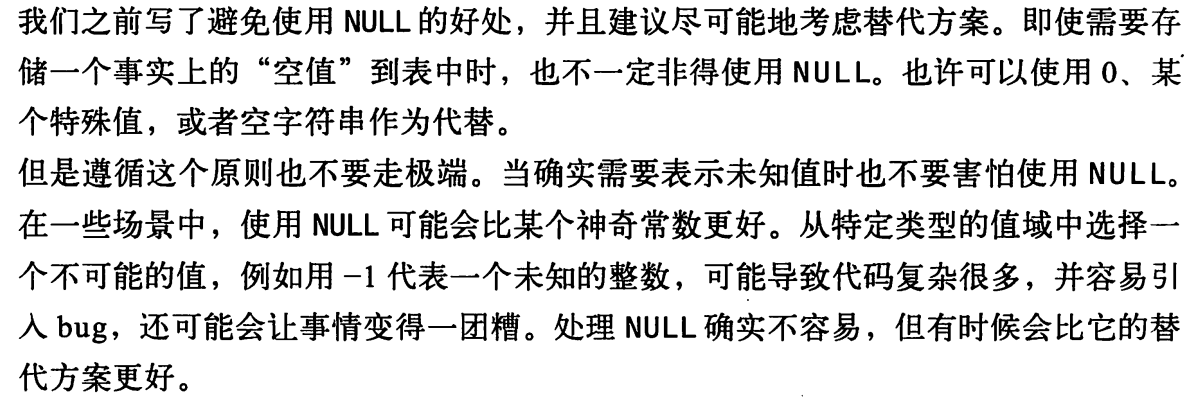 我们之前写了避免使用 NULL 的好处，并且建议尽可能地考虑替代方案。即使需要存
储一个事实上的“空值”到表中时，也不一定非得使用 NULL。也许可以使用 0、某
个特殊值，或者空字符串作为代替。
但是遵循这个原则也不要走极端。当确实需要表示未知值时也不要害怕使用 NULL。
在一些场景中，使用 NULL 可能会比某个神奇常数更好。从特定类型的值域中选择一
个不可能的值，例如用 −1 代表一个未知的整数，可能导致代码复杂很多，并容易引
入 bug，还可能会让事情变得一团糟。处理 NULL 确实不容易，但有时候会比它的替
代方案更好。